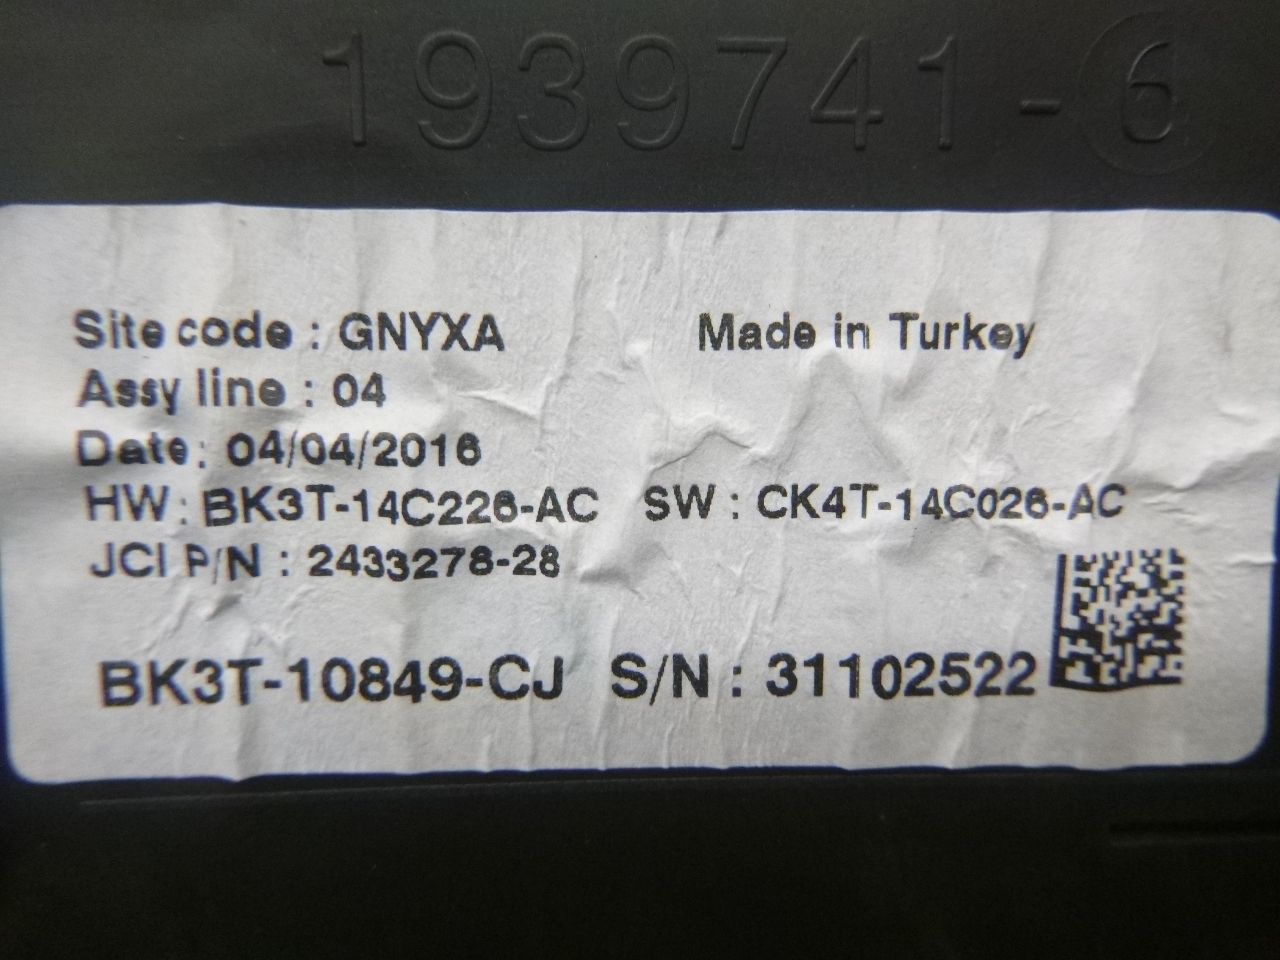 1939741-6
Site code : GNYXA Made in Turkey
Assy line : 04
Date: 04/04/2016
HW: BK3T-14C226-AC SW : CK4T-14C026-AC
JCI P/N : 2433278-28
BK3T-10849-CJ S/N : 31102522